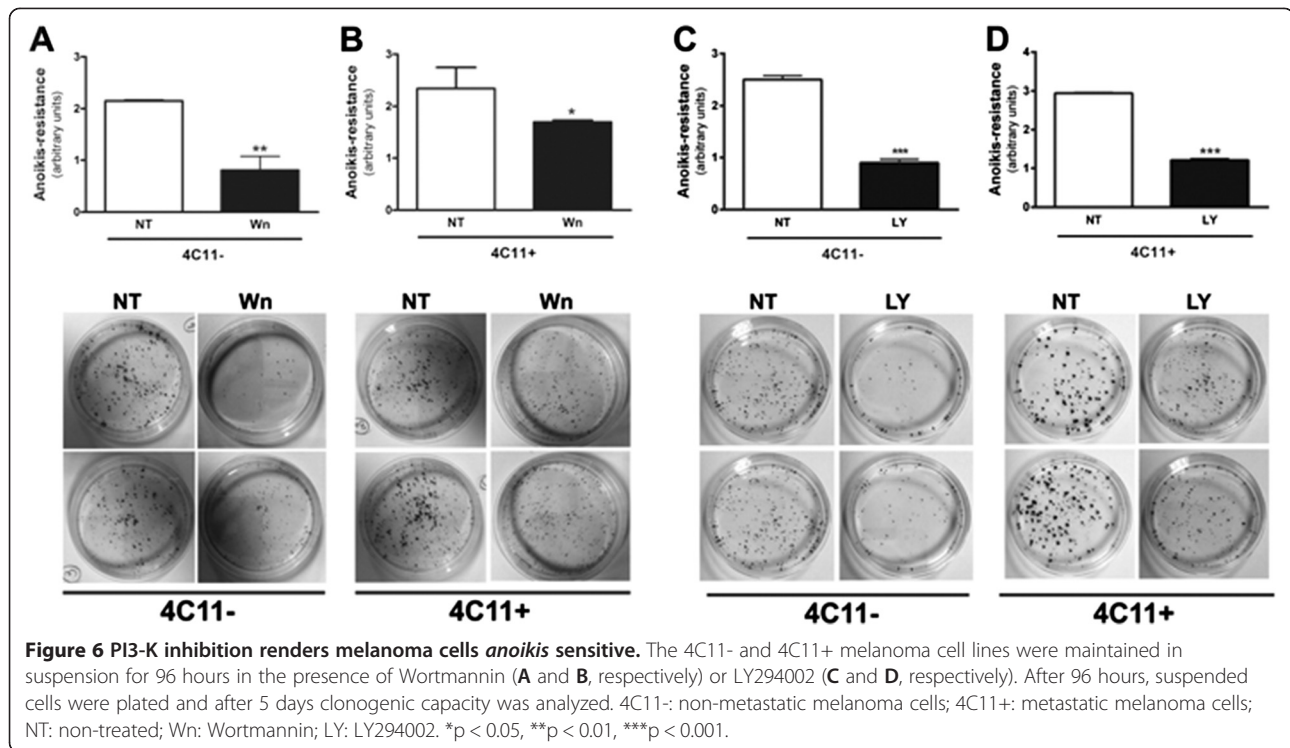 A
B
C
D
Anoikis-resistance
(arbitrary units)
3
2
1
0
**
NT
Wn
4C11-
Anoikis-resistance
(arbitrary units)
3
2
1
0
*
NT
Wn
4C11+
Anoikis-resistance
(arbitrary units)
3
2
1
0
***
NT
LY
4C11-
Anoikis-resistance
(arbitrary units)
4
3
2
1
0
***
NT
LY
4C11+
NT
Wn
NT
Wn
NT
LY
NT
LY
4C11-
4C11+
4C11-
4C11+
Figure 6 PI3-K inhibition renders melanoma cells anoikis sensitive. The 4C11- and 4C11+ melanoma cell lines were maintained in
suspension for 96 hours in the presence of Wortmannin (A and B, respectively) or LY294002 (C and D, respectively). After 96 hours, suspended
cells were plated and after 5 days clonogenic capacity was analyzed. 4C11-: non-metastatic melanoma cells; 4C11+: metastatic melanoma cells;
NT: non-treated; Wn: Wortmannin; LY: LY294002. *p < 0.05, **p < 0.01, ***p < 0.001.